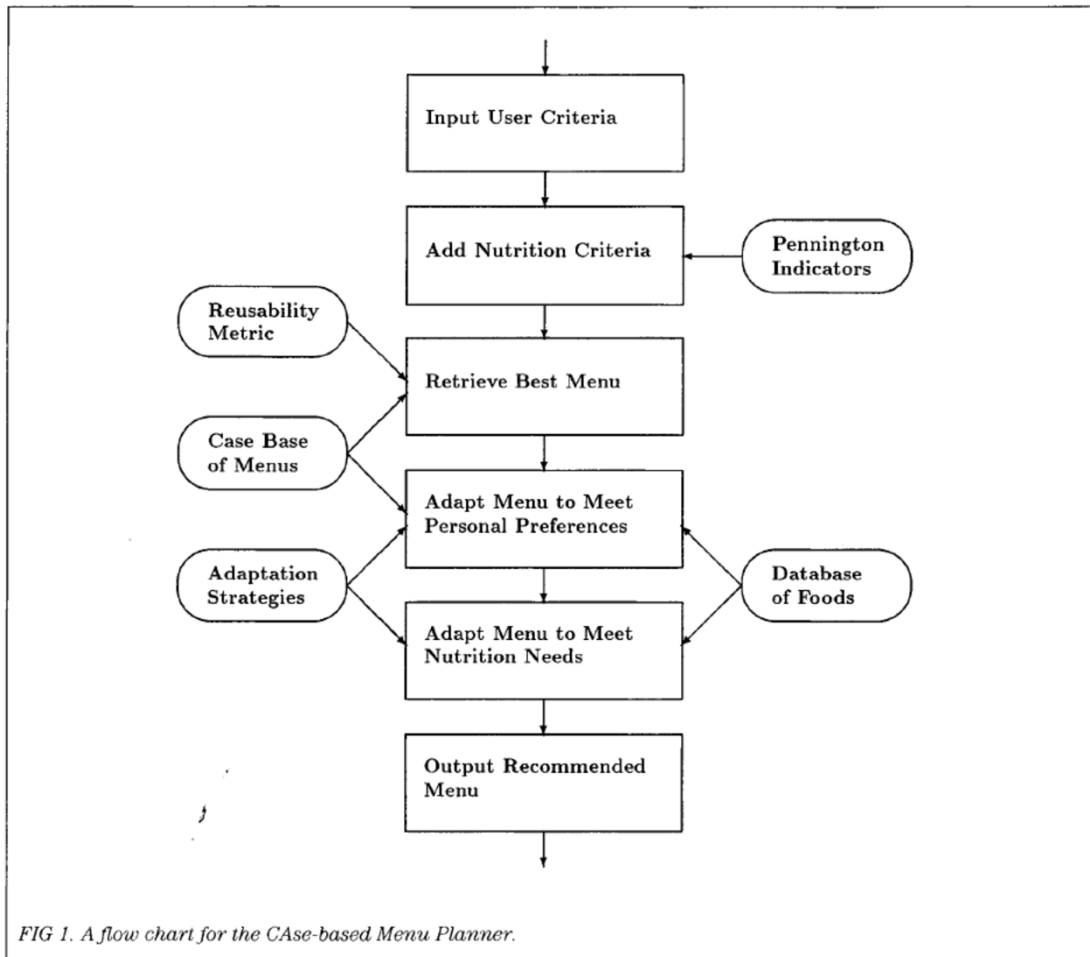 Input User Criteria
Add Nutrition Criteria
Pennington
Indicators
Reusability
Metric
Retrieve Best Menu
Case Base
of Menus
Adapt Menu to Meet
Personal Preferences
Adaptation
Strategies
Database
of Foods
Adapt Menu to Meet
Nutrition Needs
Output Recommended
Menu
FIG 1. A flow chart for the CAse-based Menu Planner.